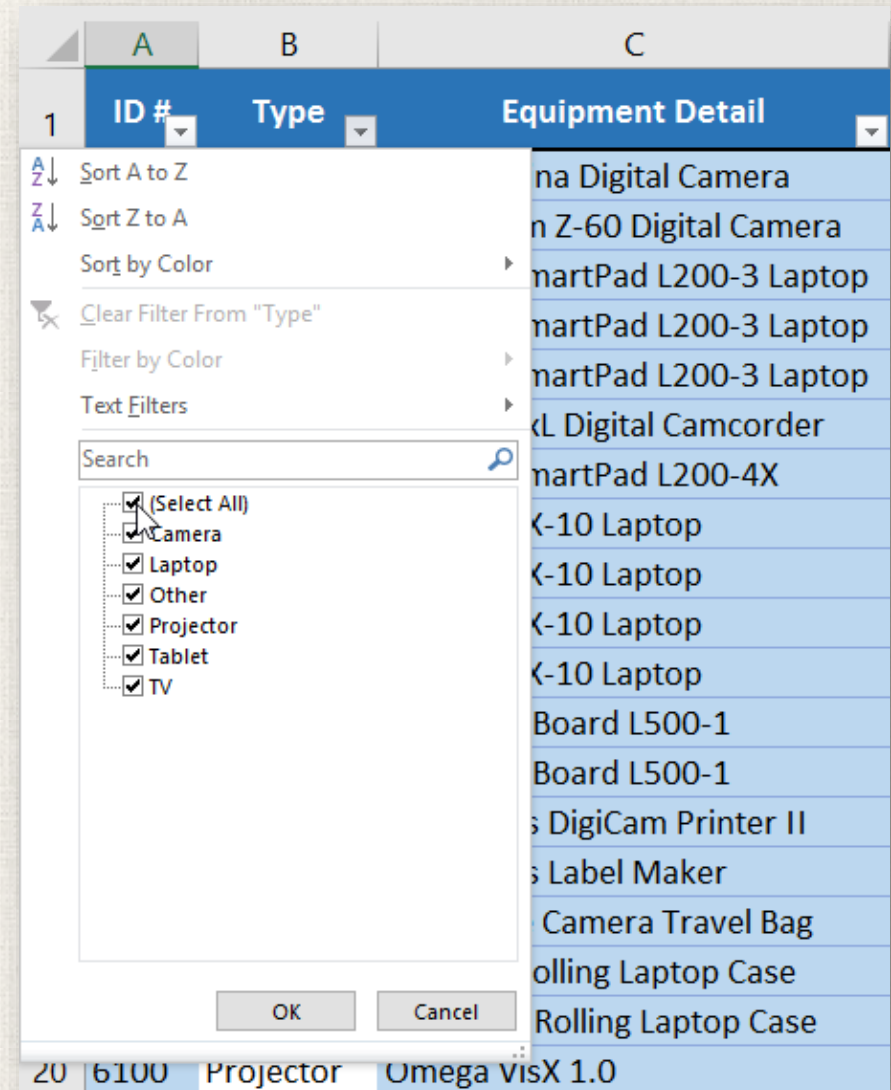 A B C
1 ID # Type Equipment Detail
Sort A to Z
Sort Z to A
Sort by Color
Clear Filter From "Type"
Filter by Color
Text Filters
Search
(Select All)
Camera
Laptop
Other
Projector
Tablet
TV
OK Cancel
na Digital Camera
n Z-60 Digital Camera
martPad L200-3 Laptop
martPad L200-3 Laptop
martPad L200-3 Laptop
xL Digital Camcorder
martPad L200-4X
X-10 Laptop
X-10 Laptop
X-10 Laptop
X-10 Laptop
Board L500-1
Board L500-1
s DigiCam Printer II
s Label Maker
Camera Travel Bag
olling Laptop Case
Rolling Laptop Case
20 6100 Projector Omega VisX 1.0